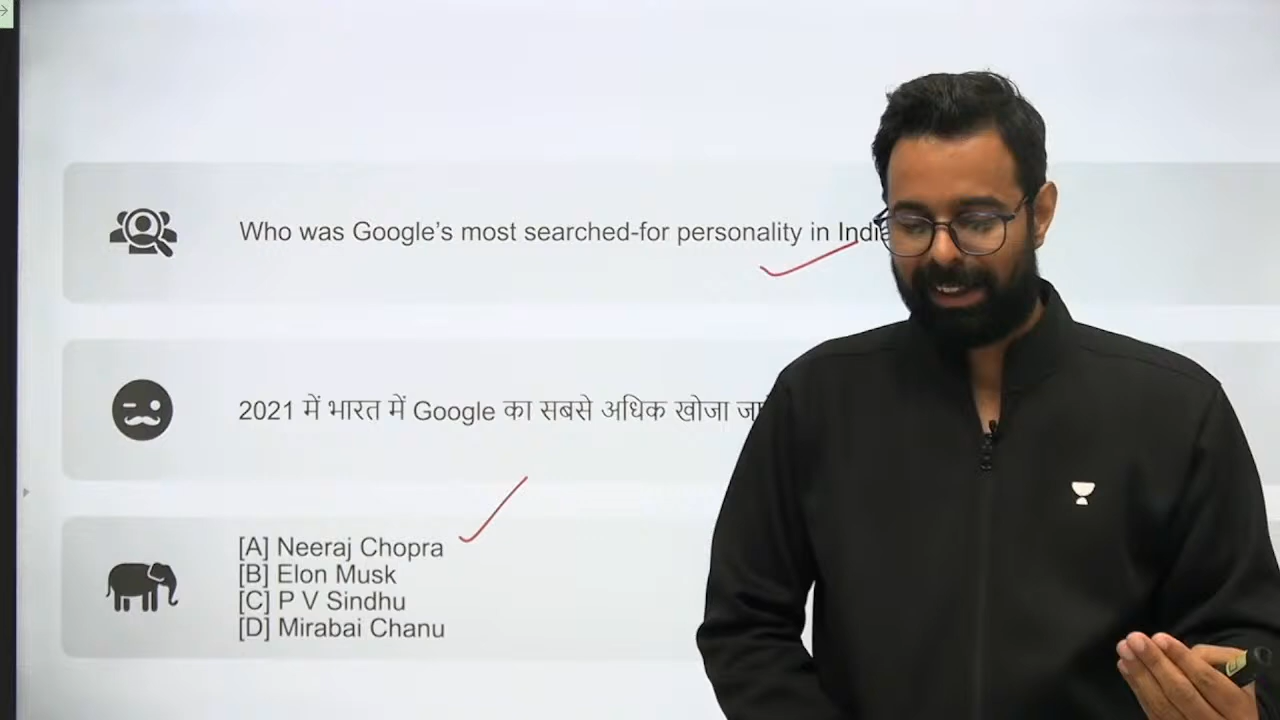 Who was Google’s most searched-for personality in India
2021 में भारत में Google का सबसे अधिक खोजा
[A] Neeraj Chopra
[B] Elon Musk
[C] P V Sindhu
[D] Mirabai Chanu